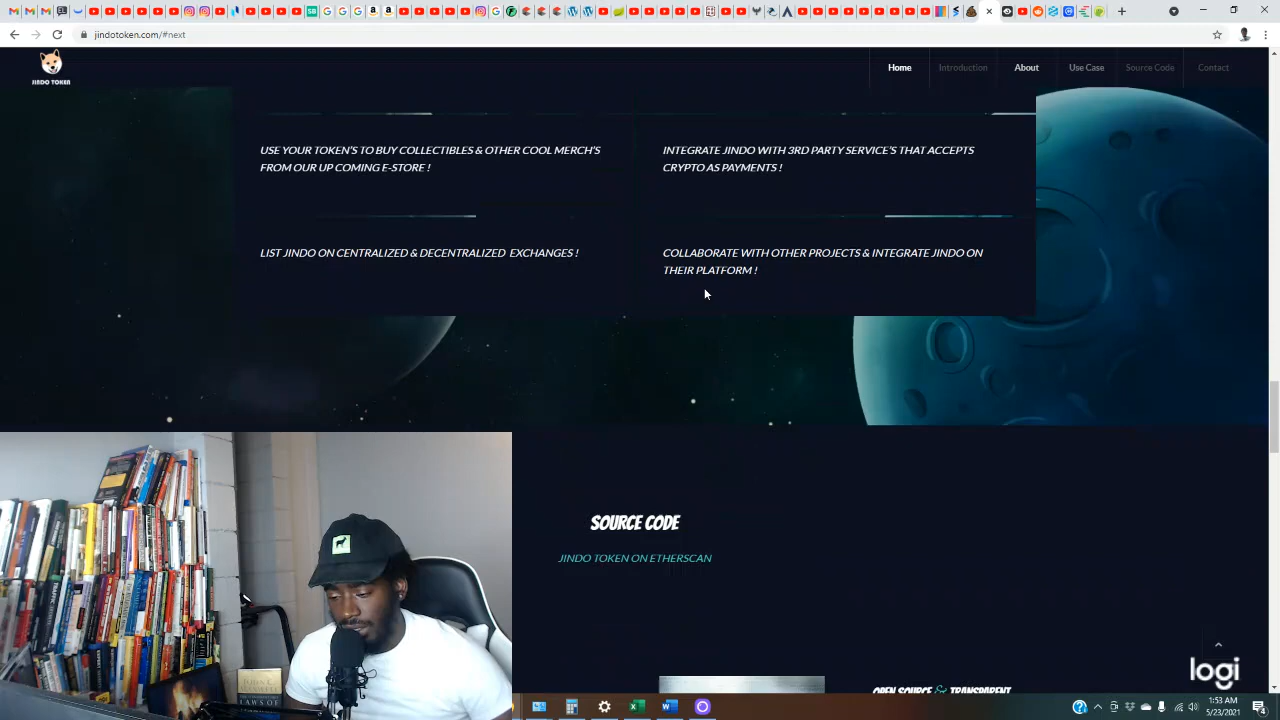 jindotoken.com/#next
JINDO TOKEN
Home
Introduction
About
Use Case
Source Code
Contact
USE YOUR TOKEN'S TO BUY COLLECTIBLES & OTHER COOL MERCH'S
FROM OUR UP COMING E-STORE !
INTEGRATE JINDO WITH 3RD PARTY SERVICE'S THAT ACCEPTS
CRYPTO AS PAYMENTS !
LIST JINDO ON CENTRALIZED & DECENTRALIZED EXCHANGES !
COLLABORATE WITH OTHER PROJECTS & INTEGRATE JINDO ON
THEIR PLATFORM !
SOURCE CODE
JINDO TOKEN ON ETHERSCAN
OPEN SOURCE & TRANSPARENT
logi
1:53 AM
5/23/2021